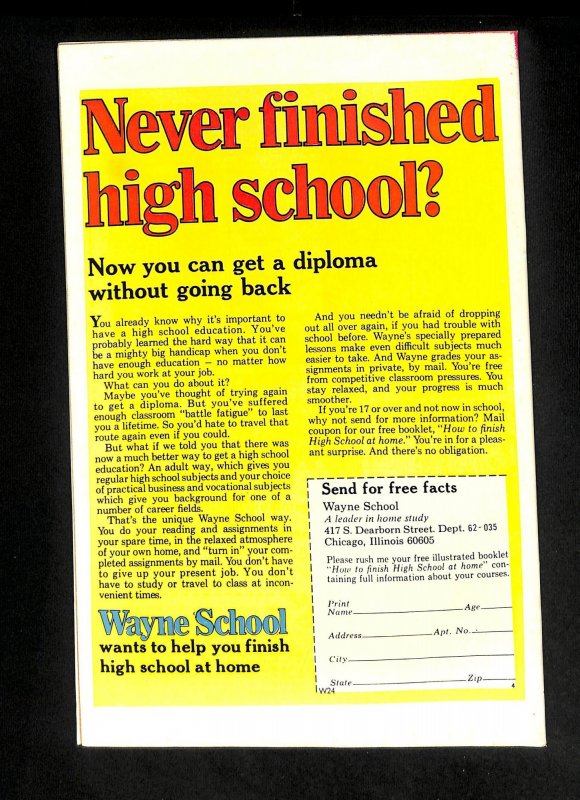 Never finished
high school?
Now you can get a diploma
without going back
You already know why it's important to
have a high school education. You've
probably learned the hard way that it can
be a mighty big handicap when you don't
have enough education — no matter how
hard you work at your job.
What can you do about it?
Maybe you've thought of trying again
to get a diploma. But you've suffered
enough classroom "battle fatigue" to last
you a lifetime. So you'd hate to travel that
route again even if you could.
But what if we told you that there was
now a much better way to get a high school
education? An adult way, which gives you
regular high school subjects and your choice
of practical business and vocational subjects
which give you background for one of a
number of career fields.
That's the unique Wayne School way.
You do your reading and assignments in
your spare time, in the relaxed atmosphere
of your own home, and "turn in" your com-
pleted assignments by mail. You don't have
to give up your present job. You don't
have to study or travel to class at incon-
venient times.
Wayne School
wants to help you finish
high school at home
And you needn't be afraid of dropping
out all over again, if you had trouble with
school before. Wayne's specially prepared
lessons make even difficult subjects much
easier to take. And Wayne grades your as-
signments in private, by mail. You're free
from competitive classroom pressures. You
stay relaxed, and your progress is much
smoother.
If you're 17 or over and not now in school,
why not send for more information? Mail
coupon for our free booklet, "How to finish
High School at home." You're in for a pleas-
ant surprise. And there's no obligation.
Send for free facts
Wayne School
A leader in home study
417 S. Dearborn Street. Dept. 62-035
Chicago, Illinois 60605
Please rush me your free illustrated booklet
"How to finish High School at home" con-
taining full information about your courses.
Print
Name Age
Address Apt. No.
City
State Zip
W24 4